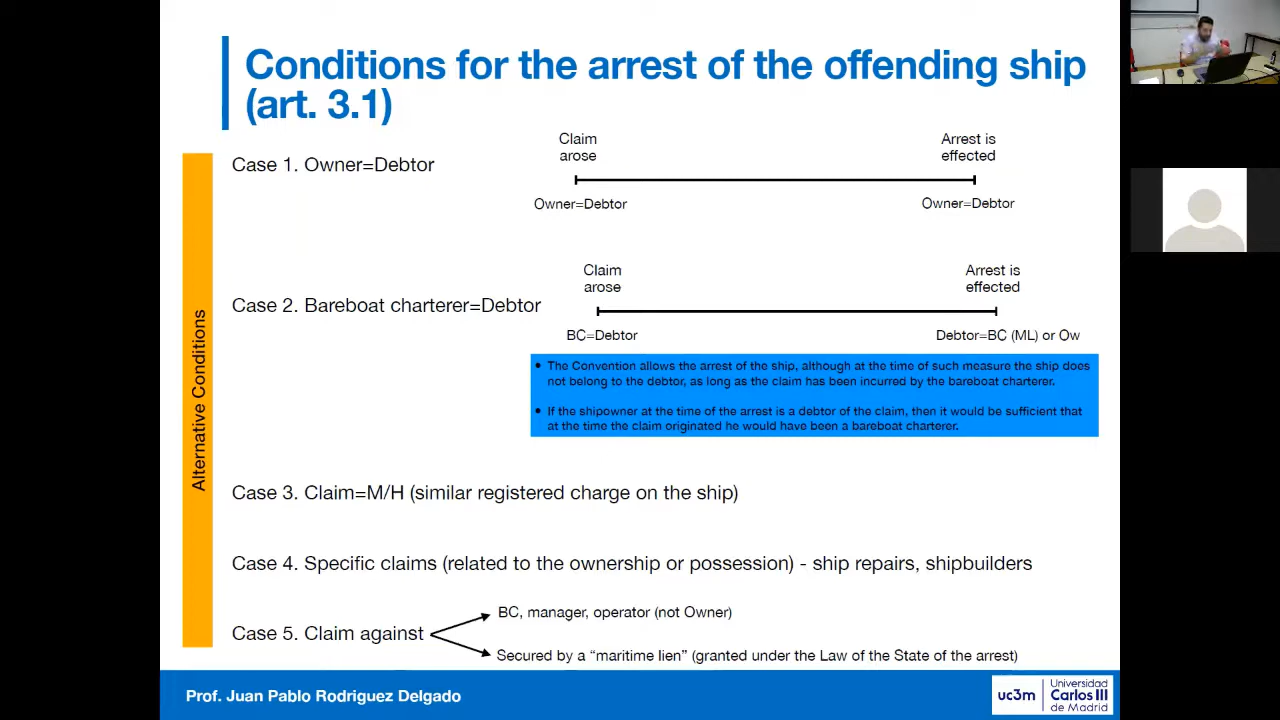 Conditions for the arrest of the offending ship
(art. 3.1)
Alternative Conditions
Case 1. Owner=Debtor
Claim
arose
Arrest is
effected
Owner=Debtor
Owner=Debtor
Case 2. Bareboat charterer=Debtor
Claim
arose
Arrest is
effected
BC=Debtor
Debtor=BC (ML) or Ow
• The Convention allows the arrest of the ship, although at the time of such measure the ship does
not belong to the debtor, as long as the claim has been incurred by the bareboat charterer.
• If the shipowner at the time of the arrest is a debtor of the claim, then it would be sufficient that
at the time the claim originated he would have been a bareboat charterer.
Case 3. Claim=M/H (similar registered charge on the ship)
Case 4. Specific claims (related to the ownership or possession) - ship repairs, shipbuilders
Case 5. Claim against
BC, manager, operator (not Owner)
Secured by a “maritime lien” (granted under the Law of the State of the arrest)
Prof. Juan Pablo Rodriguez Delgado
uc3m
Universidad
Carlos III
de Madrid